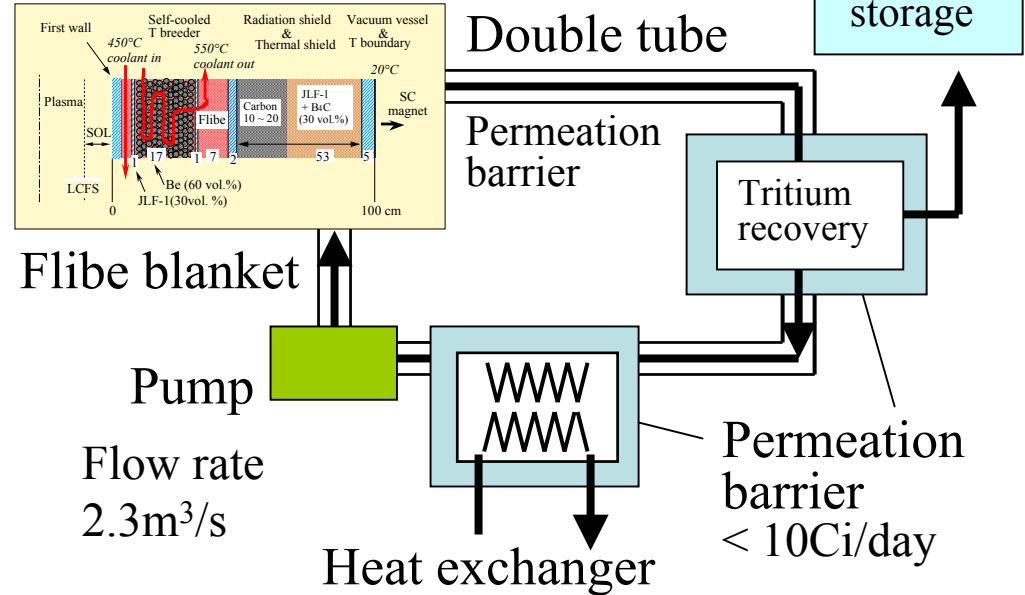 First wall
Self-cooled
T breeder
Radiation shield
&
Thermal shield
Vacuum vessel
&
T boundary
450°C
coolant in
550°C
coolant out
20°C
Plasma
SOL
LCFS
Flibe
Carbon
10 ~ 20
JLF-1
+ B4C
(30 vol.%)
SC
magnet
1
17
1
7
2
53
5
Be (60 vol.%)
JLF-1(30vol. %)
0
100 cm
Double tube
storage
Permeation
barrier
Tritium
recovery
Flibe blanket
Pump
Flow rate
2.3m³/s
Permeation
barrier
< 10Ci/day
Heat exchanger